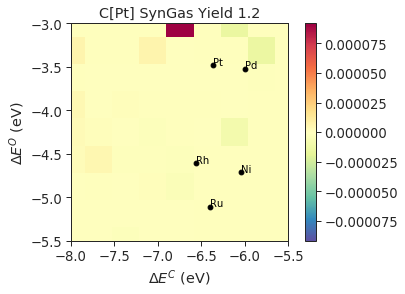 C[Pt] SynGas Yield 1.2
−3.0
−3.5
−4.0
−4.5
−5.0
−5.5
ΔE^O (eV)
Pt
Pd
Rh
Ni
Ru
−8.0 −7.5 −7.0 −6.5 −6.0 −5.5
ΔE^C (eV)
0.000075
0.000050
0.000025
0.000000
−0.000025
−0.000050
−0.000075